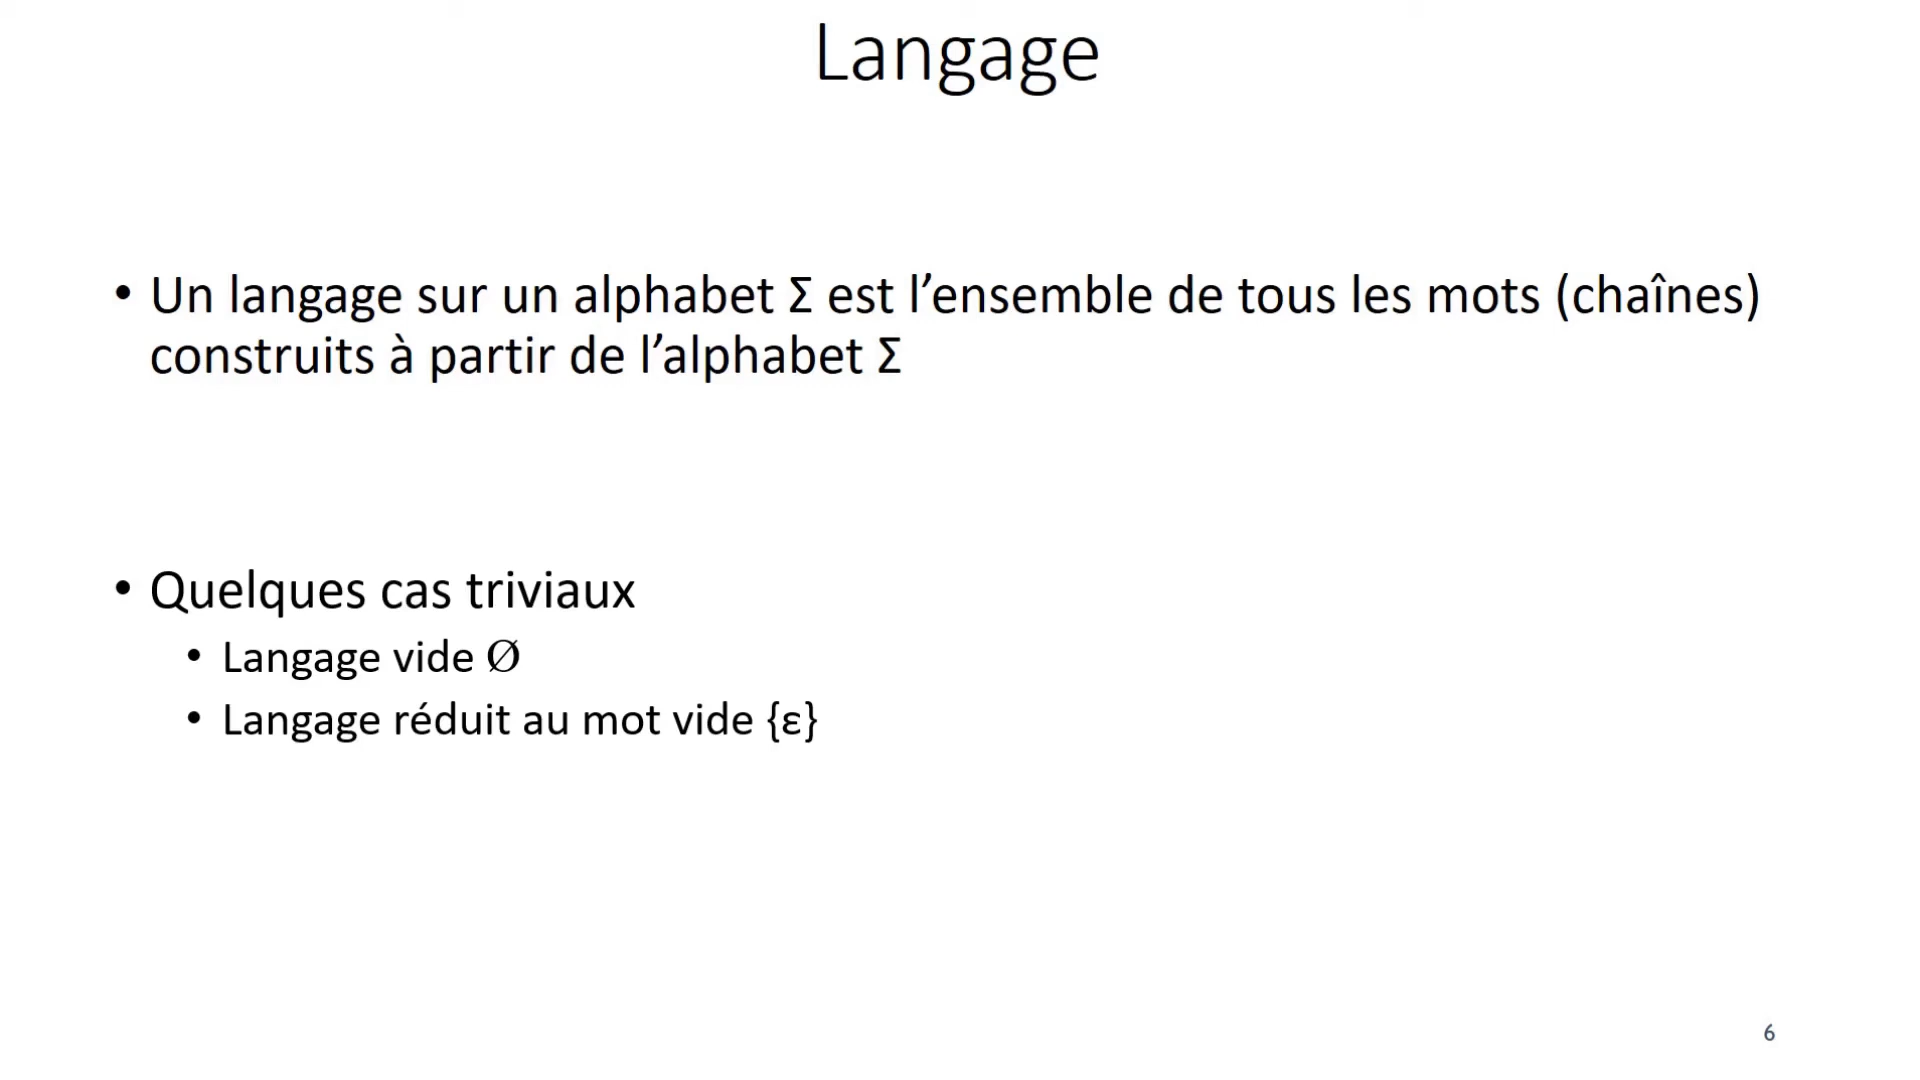 Langage
• Un langage sur un alphabet Σ est l’ensemble de tous les mots (chaînes)
construits à partir de l’alphabet Σ
• Quelques cas triviaux
• Langage vide Ø
• Langage réduit au mot vide {ε}
6